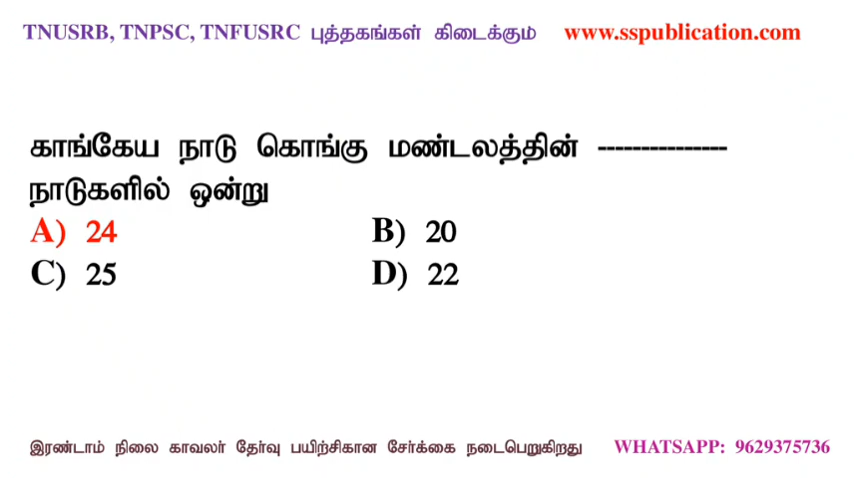 TNUSRB, TNPSC, TNFUSRC புத்தகங்கள் கிடைக்கும் www.sspublication.com
காங்கேய நாடு கொங்கு மண்டலத்தின் ---------------
நாடுகளில் ஒன்று
A) 24 B) 20
C) 25 D) 22
இரண்டாம் நிலை காவலர் தேர்வு பயிற்சிகான சேர்க்கை நடைபெறுகிறது WHATSAPP: 9629375736